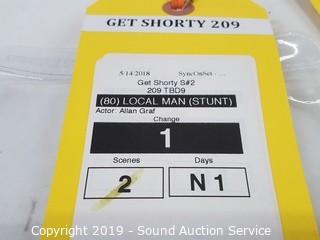 GET SHORTY 209
5/14/2018 SyncOnSet - ...
Get Shorty S#2
209 TBD9
(80) LOCAL MAN (STUNT)
Actor: Allan Graf
Change
1
Scenes Days
2 N 1
Copyright 2019 - Sound Auction Service